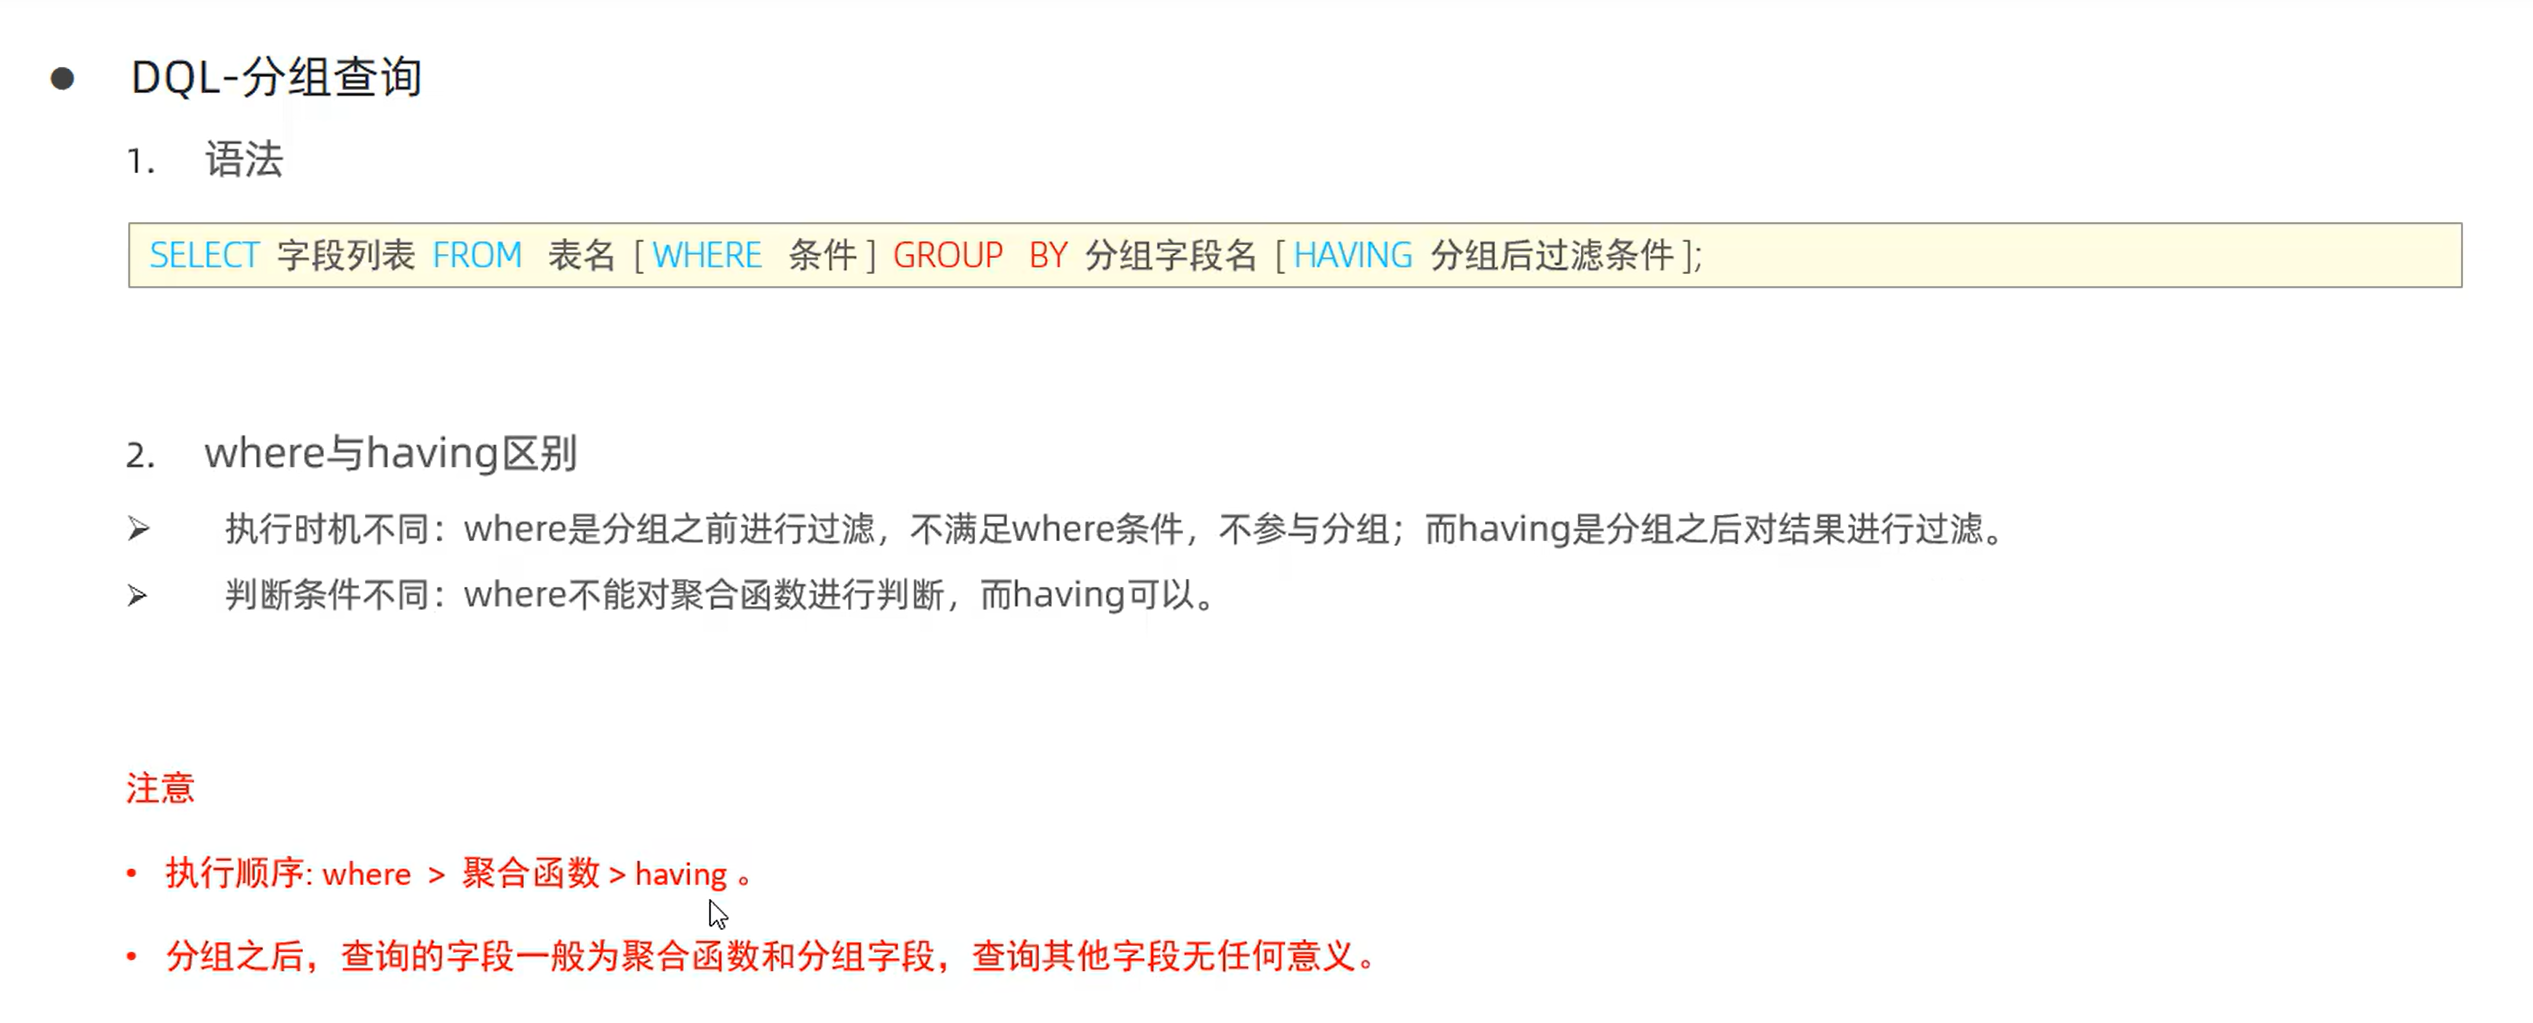 ● DQL-分组查询
1. 语法
SELECT 字段列表 FROM 表名 [ WHERE 条件 ] GROUP BY 分组字段名 [ HAVING 分组后过滤条件 ];
2. where与having区别
➢ 执行时机不同：where是分组之前进行过滤，不满足where条件，不参与分组；而having是分组之后对结果进行过滤。
➢ 判断条件不同：where不能对聚合函数进行判断，而having可以。
注意
• 执行顺序: where > 聚合函数 > having 。
• 分组之后，查询的字段一般为聚合函数和分组字段，查询其他字段无任何意义。